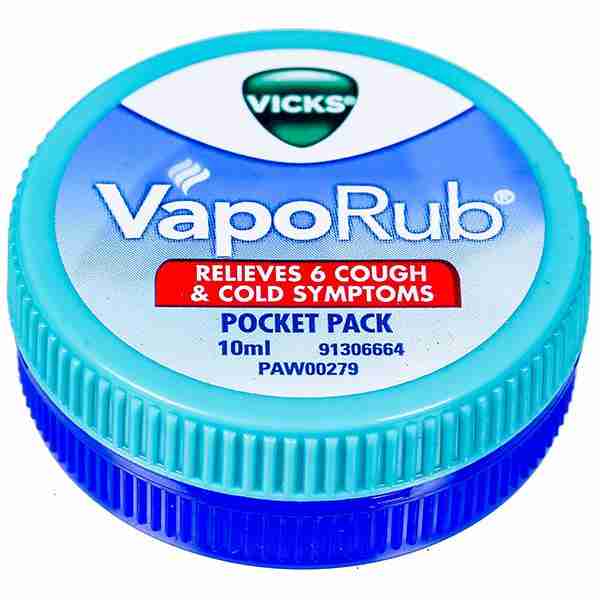 VICKS®
VapoRub®
RELIEVES 6 COUGH
& COLD SYMPTOMS
POCKET PACK
10ml 91306664
PAW00279